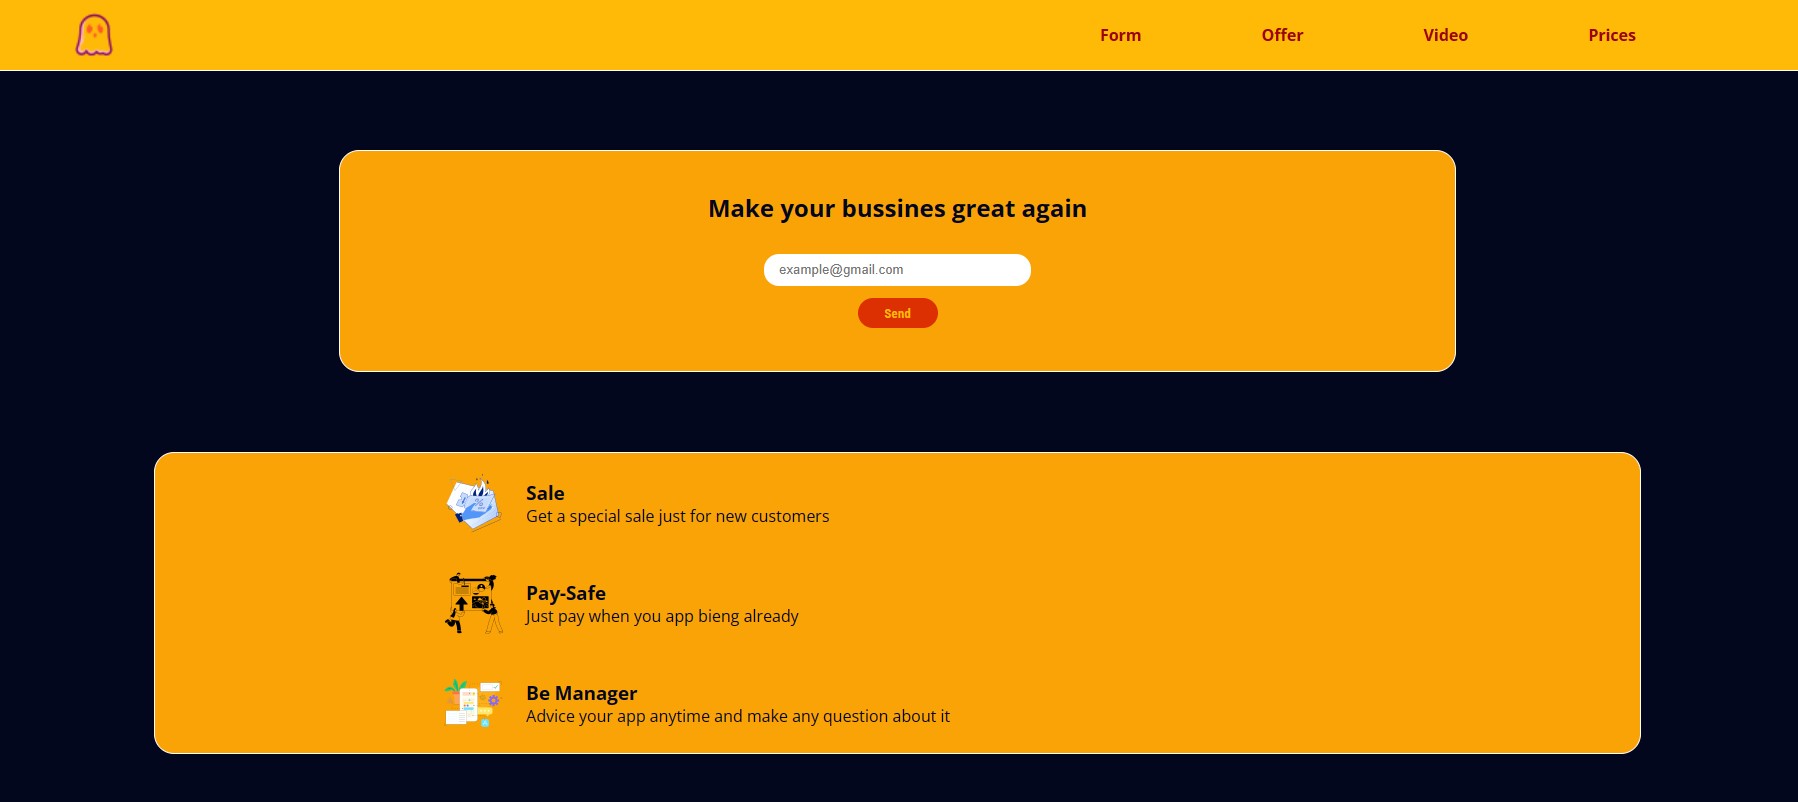 Form Offer Video Prices
Make your bussines great again
example@gmail.com
Send
Sale
Get a special sale just for new customers
Pay-Safe
Just pay when you app bieng already
Be Manager
Advice your app anytime and make any question about it